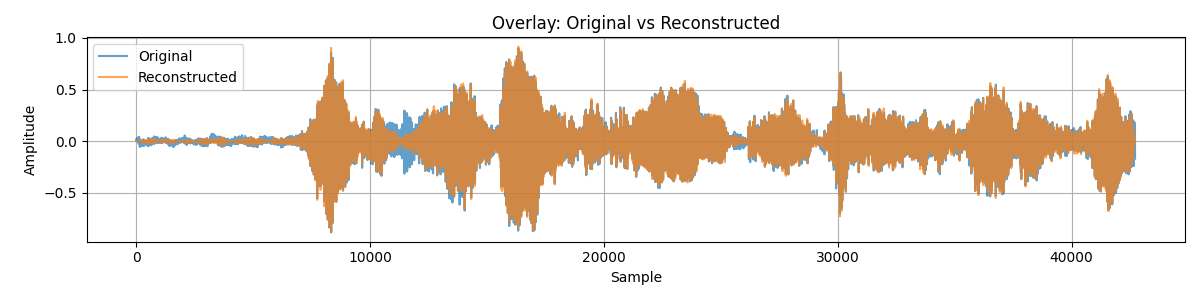 Overlay: Original vs Reconstructed
Original
Reconstructed
Amplitude
1.0
0.5
0.0
−0.5
0 10000 20000 30000 40000
Sample